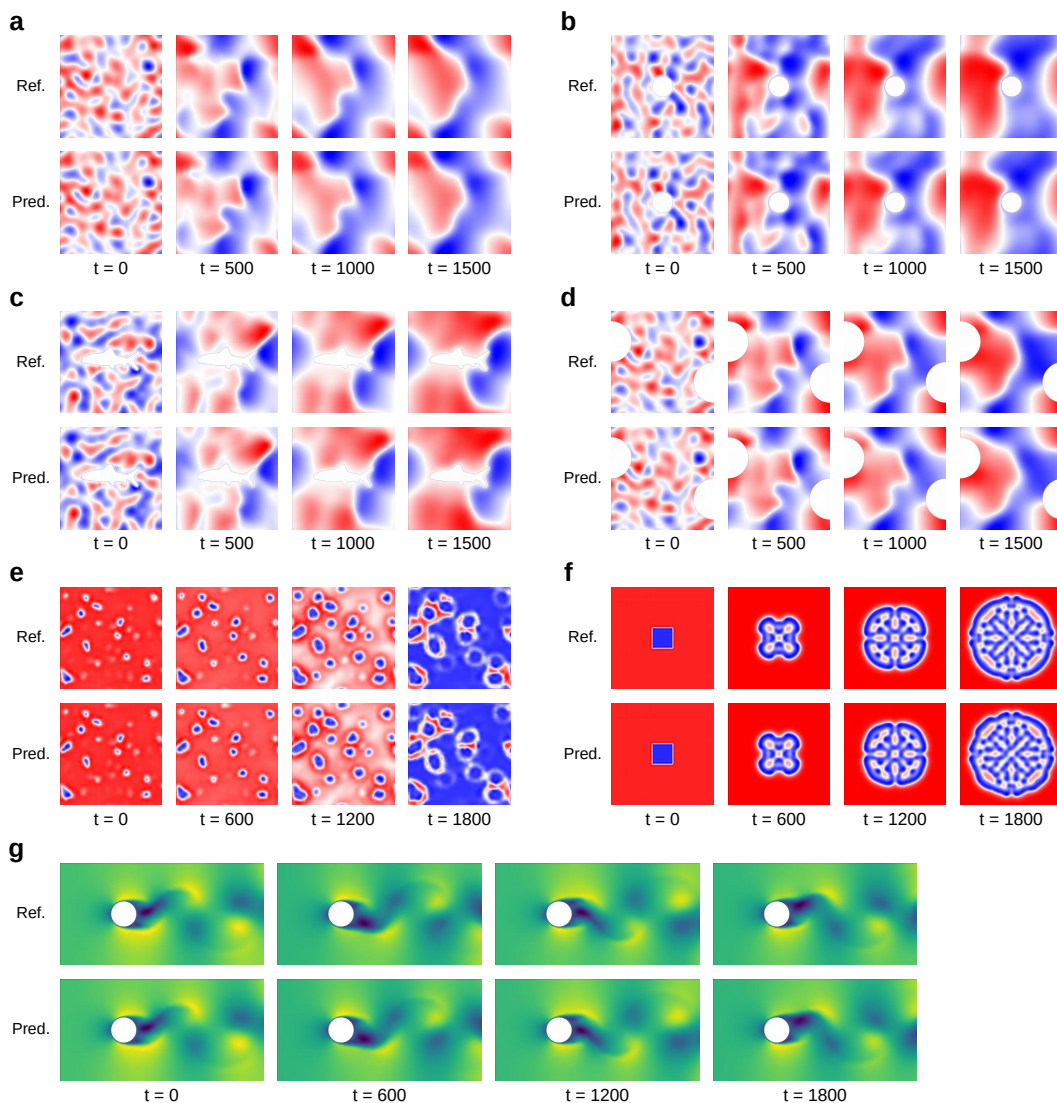 a
Ref.
Pred.
t = 0 t = 500 t = 1000 t = 1500
b
Ref.
Pred.
t = 0 t = 500 t = 1000 t = 1500
c
Ref.
Pred.
t = 0 t = 500 t = 1000 t = 1500
d
Ref.
Pred.
t = 0 t = 500 t = 1000 t = 1500
e
Ref.
Pred.
t = 0 t = 600 t = 1200 t = 1800
f
Ref.
Pred.
t = 0 t = 600 t = 1200 t = 1800
g
Ref.
Pred.
t = 0 t = 600 t = 1200 t = 1800